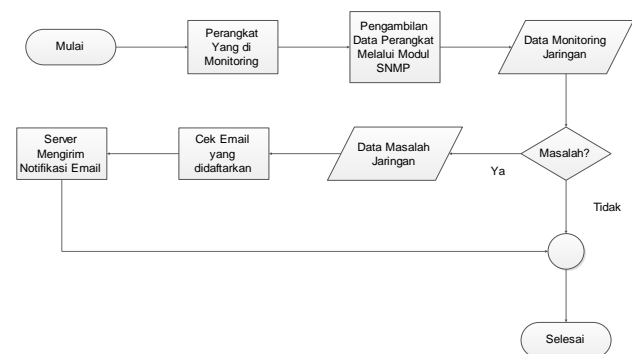 Mulai
Perangkat
Yang di
Monitoring
Pengambilan
Data Perangkat
Melalui Modul
SNMP
Data Monitoring
Jaringan
Masalah?
Ya
Tidak
Data Masalah
Jaringan
Cek Email
yang
didaftarkan
Server
Mengirim
Notifikasi Email
Selesai